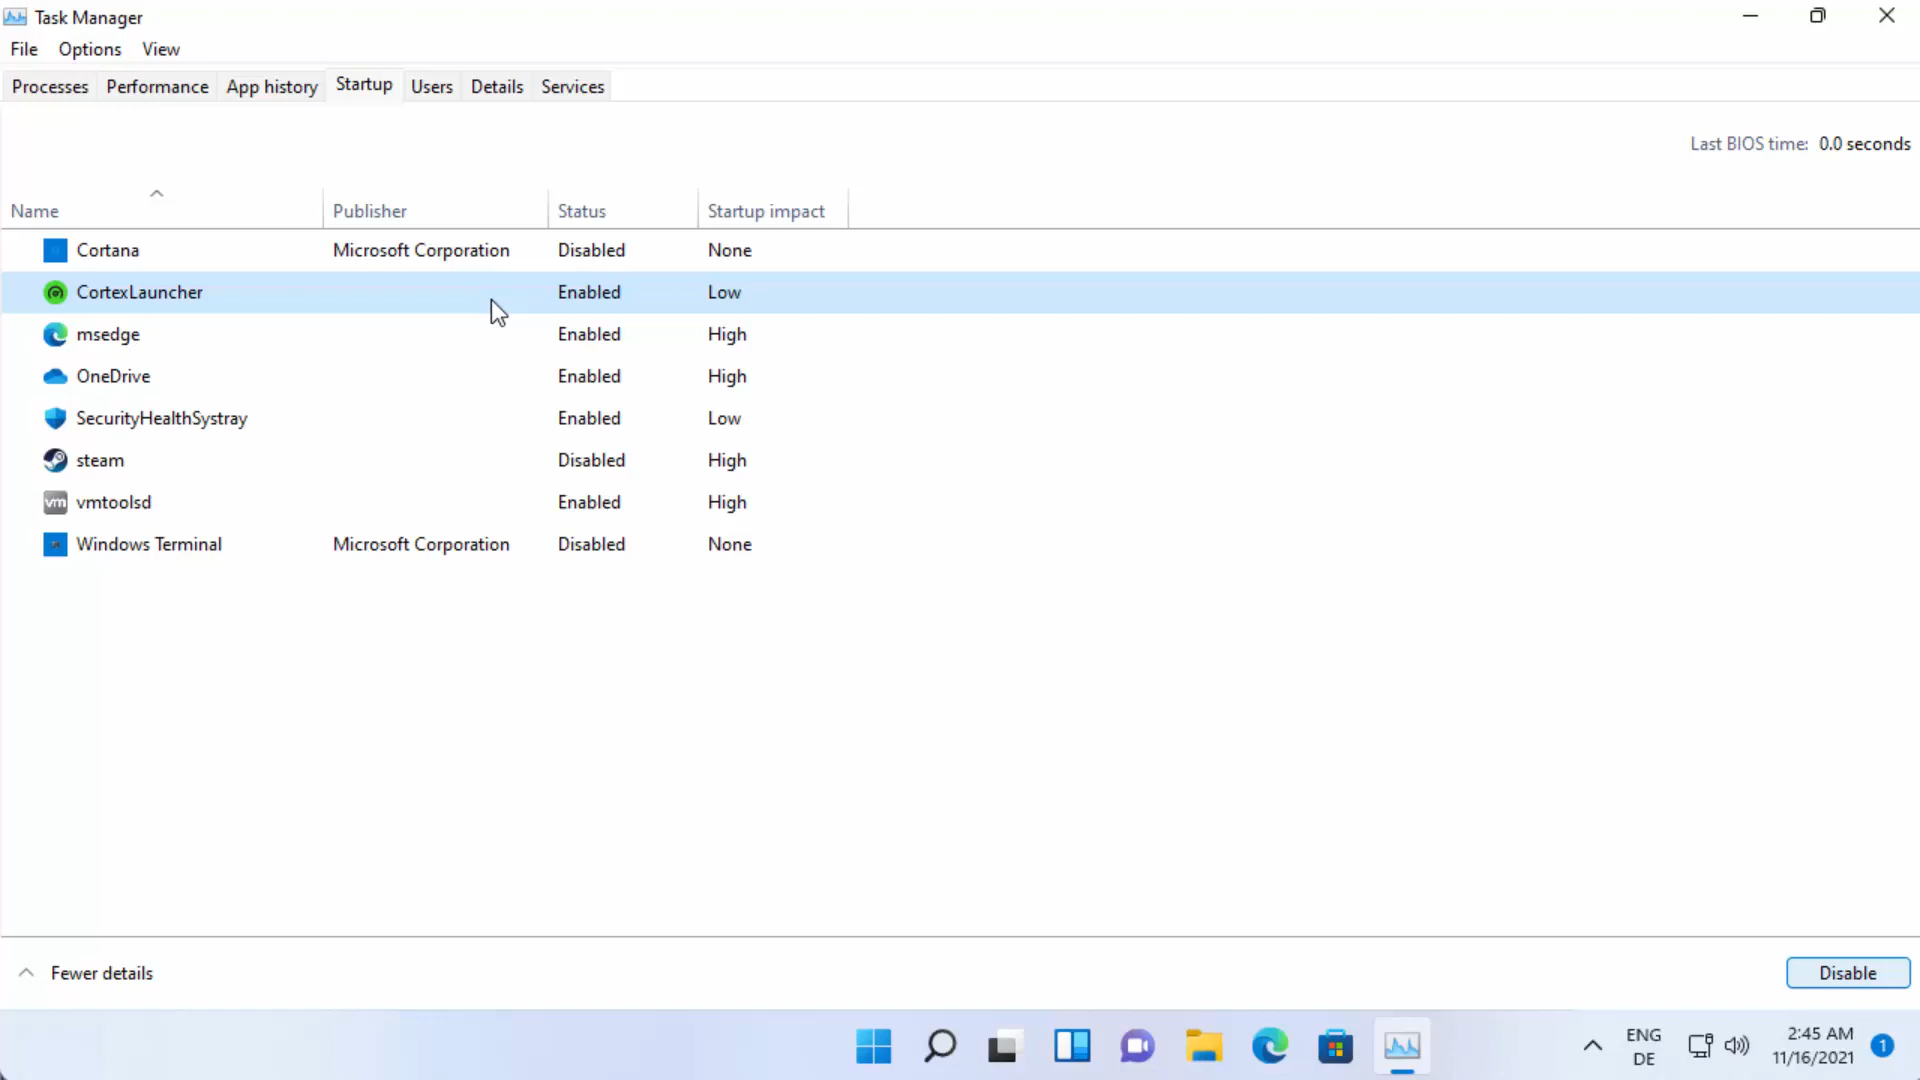 Task Manager
File Options View
Processes Performance App history Startup Users Details Services
Last BIOS time: 0.0 seconds
Name Publisher Status Startup impact
Cortana Microsoft Corporation Disabled None
CortexLauncher Enabled Low
msedge Enabled High
OneDrive Enabled High
SecurityHealthSystray Enabled Low
steam Disabled High
vm vmtoolsd Enabled High
Windows Terminal Microsoft Corporation Disabled None
Fewer details Disable
ENG 2:45 AM
DE 11/16/2021 1